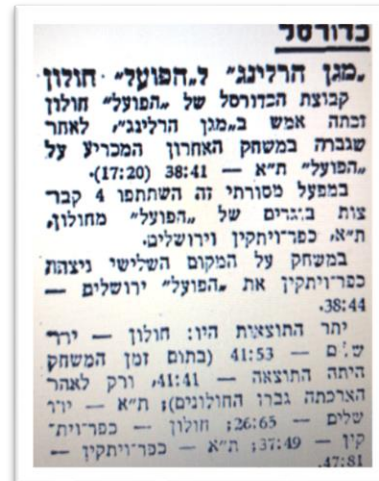 כדורסל
„מגן הרלינג״ ל„הפועל״ חולון
קבוצת הכדורסל של „הפועל״ חולון
זכתה אמש ב„מגן הרלינג״, לאחר
שגברה במשחק האחרון המכריע על
„הפועל״ ת״א — 38:41 (17:20).
במפעל מסורתי זה השתתפו 4 קבו־
צות בוגרים של „הפועל״ מחולון,
ת״א, כפר־ויתקין וירושלים.
במשחק על המקום השלישי ניצחה
כפר־ויתקין את „הפועל״ ירושלים —
38:44.
יתר התוצאות היו: חולון — ירו־
שלים — 41:53 (בתום זמן המשחק
היתה התוצאה — 41:41, ורק לאחר
הארכתה גברו החולונים); ת״א — ירו־
שלים — 26:65; חולון — כפר־וית־
קין — 37:49; ת״א — כפר־ויתקין —
47:81.